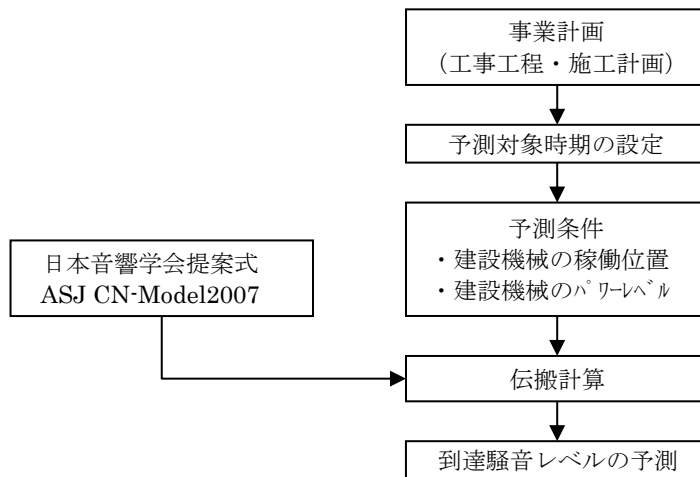 事業計画
(工事工程・施工計画)
予測対象時期の設定
予測条件
・建設機械の稼働位置
・建設機械のﾊﾟﾜｰﾚﾍﾞﾙ
日本音響学会提案式
ASJ CN-Model2007
伝搬計算
到達騒音レベルの予測